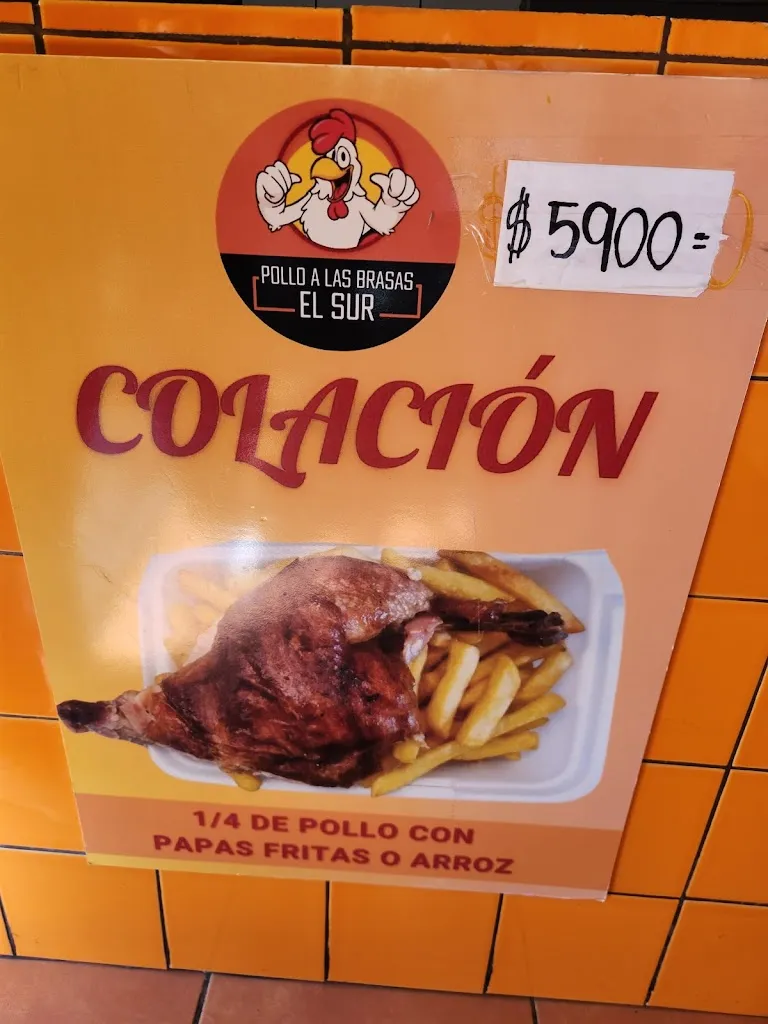 POLLO A LAS BRASAS
EL SUR
$5900=
COLACIÓN
1/4 DE POLLO CON
PAPAS FRITAS O ARROZ